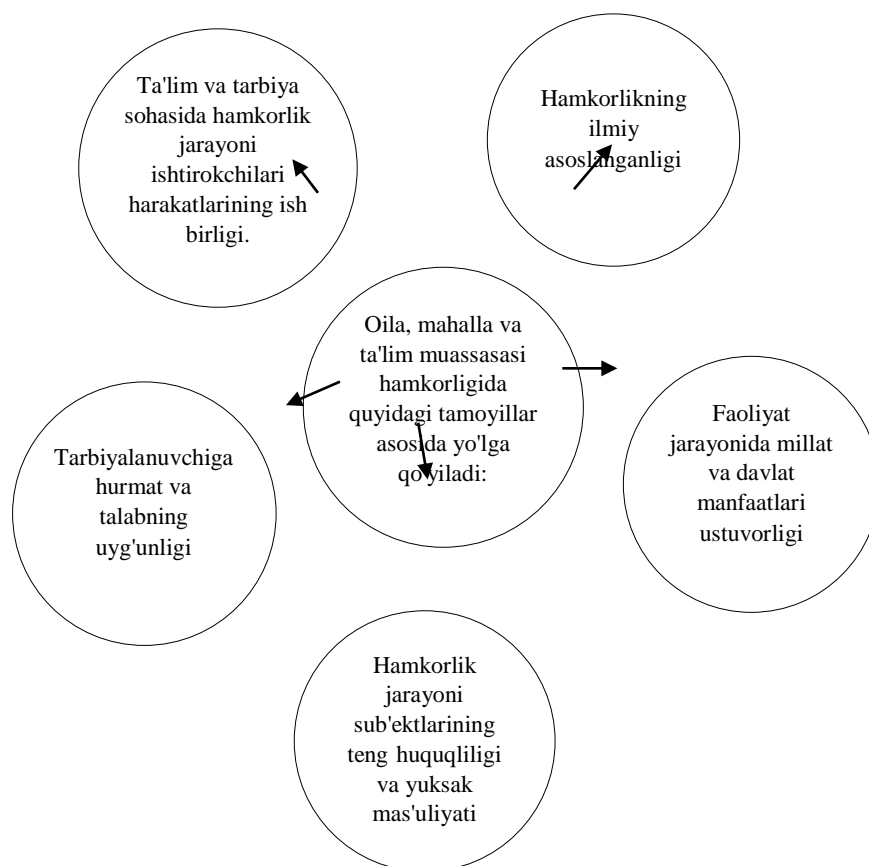 Ta'lim va tarbiya
sohasida hamkorlik
jarayoni
ishtirokchilari
harakatlarining ish
birligi.
Hamkorlikning
ilmiy
asoslanganligi
Oila, mahalla va
ta'lim muassasasi
hamkorligida
quyidagi tamoyillar
asosida yo'lga
qo'yiladi:
Faoliyat
jarayonida millat
va davlat
manfaatlari
ustuvorligi
Tarbiyalanuvchiga
hurmat va
talabning
uyg'unligi
Hamkorlik
jarayoni
sub'ektlarining
teng huquqliligi
va yuksak
mas'uliyati